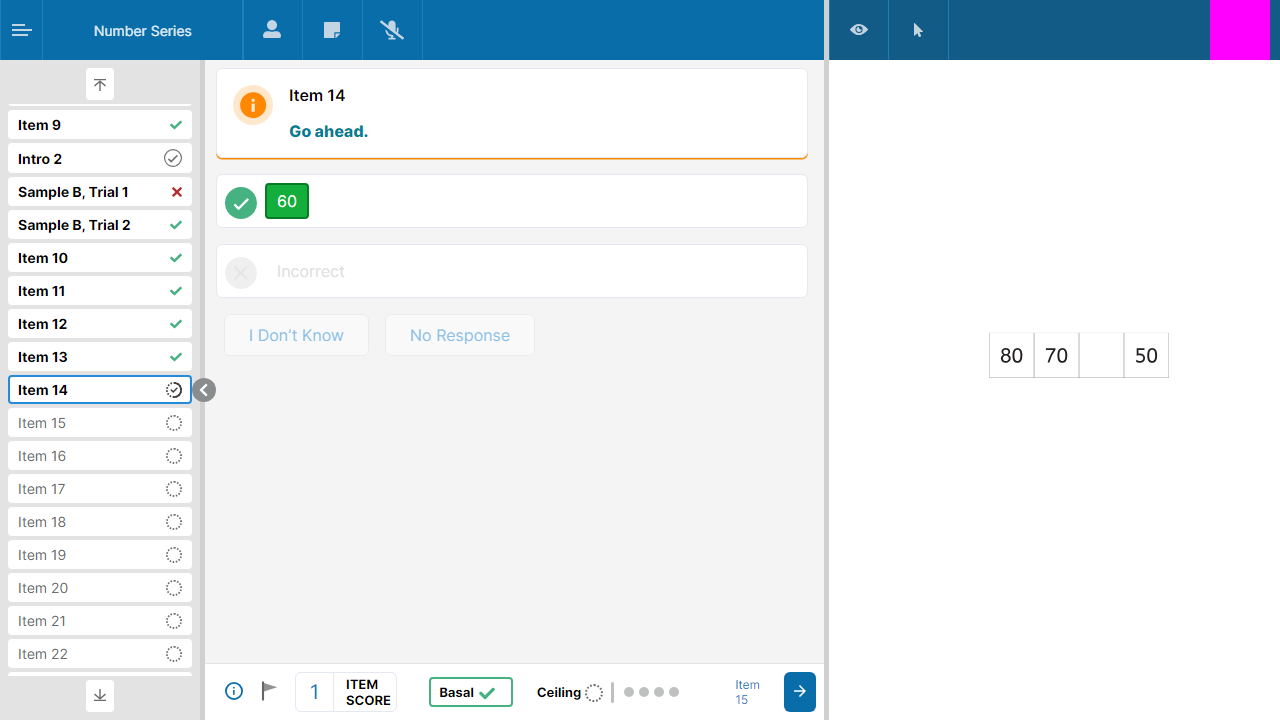 Number Series
Item 9
Intro 2
Sample B, Trial 1
Sample B, Trial 2
Item 10
Item 11
Item 12
Item 13
Item 14
Item 15
Item 16
Item 17
Item 18
Item 19
Item 20
Item 21
Item 22
Item 14
Go ahead.
60
Incorrect
I Don’t Know
No Response
1
ITEM
SCORE
Basal
Ceiling
Item
15
80 70 50